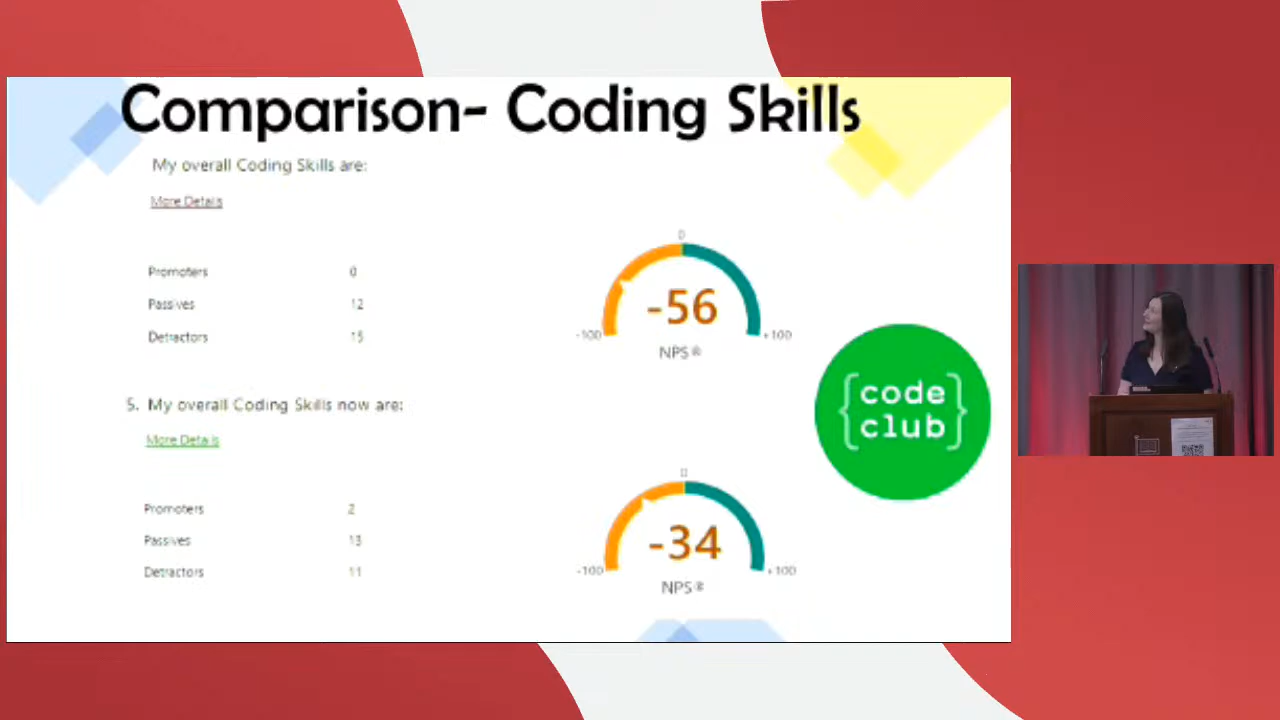 Comparison- Coding Skills
My overall Coding Skills are:
More Details
Promoters 0
Passives 12
Detractors 15
0
-56
-100 +100
NPS®
5. My overall Coding Skills now are:
More Details
Promoters 2
Passives 13
Detractors 11
0
-34
-100 +100
NPS®
{code
club}